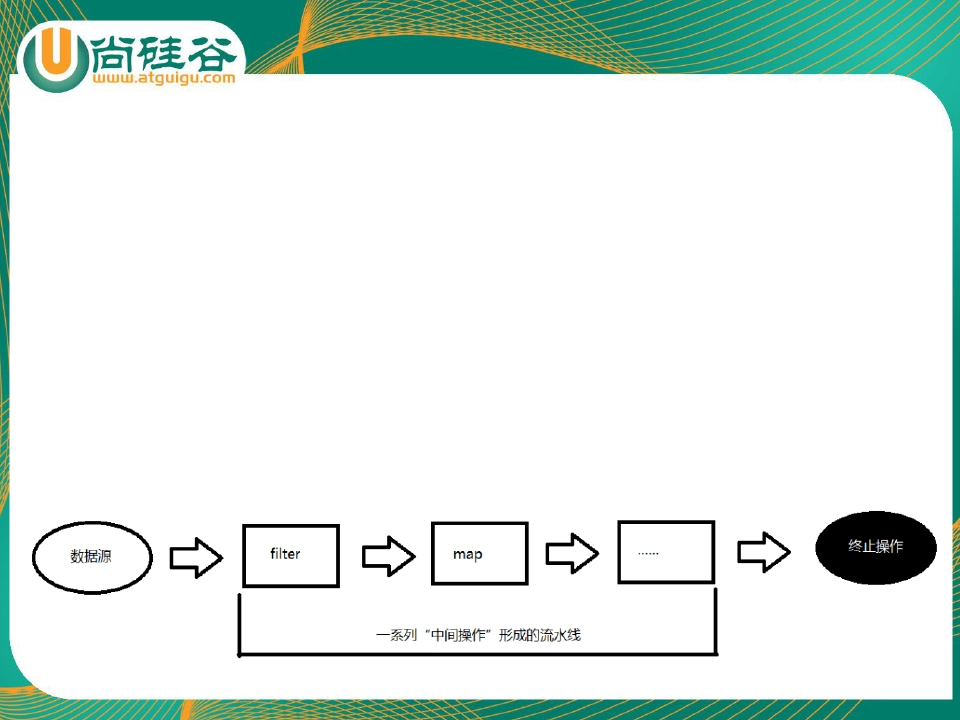 尚硅谷
www.atguigu.com
数据源
filter
map
......
终止操作
一系列“中间操作”形成的流水线